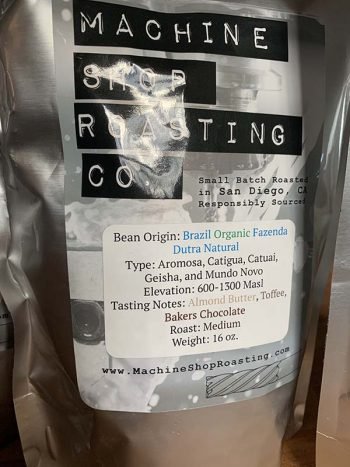 MACHINE
SHOP
ROASTING
CO.
Small Batch Roasted
in San Diego, CA
Responsibly Sourced
Bean Origin: Brazil Organic Fazenda
Dutra Natural
Type: Aromosa, Catigua, Catuai,
Geisha, and Mundo Novo
Elevation: 600-1300 Masl
Tasting Notes: Almond Butter, Toffee,
Bakers Chocolate
Roast: Medium
Weight: 16 oz.
www.MachineShopRoasting.com